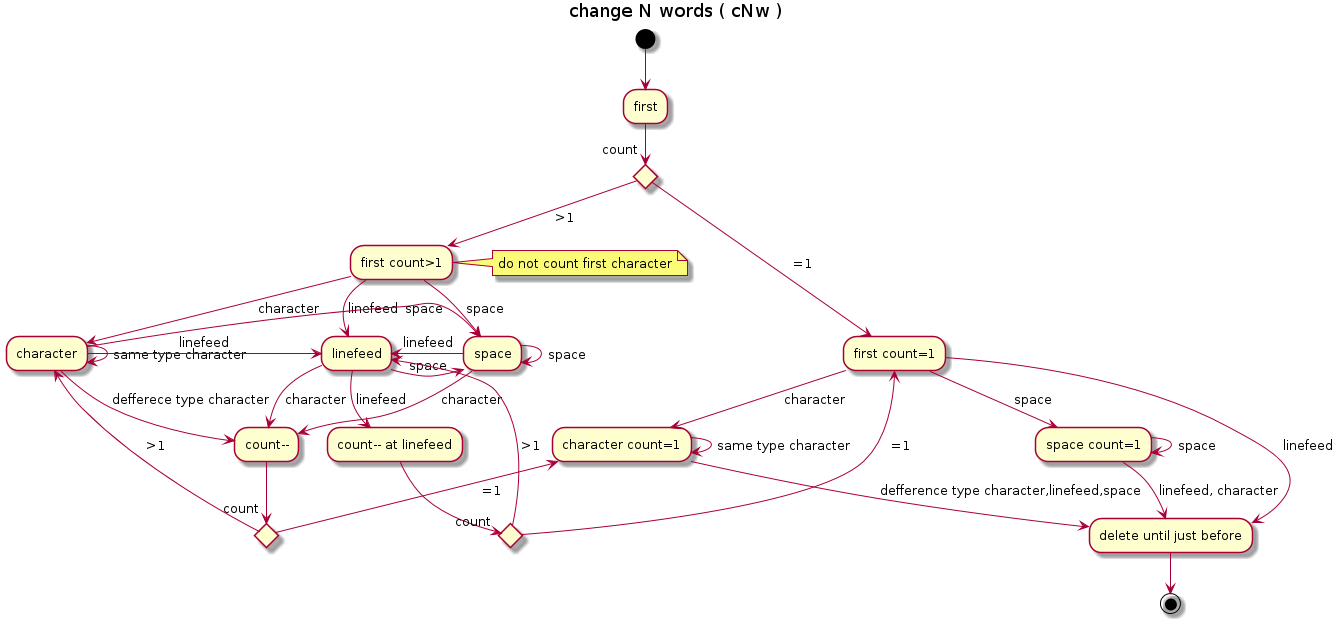 change N words ( cNw )
first
count
>1
=1
first count>1
do not count first character
character
linefeed
space
space
linefeed
linefeed
character
same type character
linefeed
space
space
space
first count=1
defferece type character
character
linefeed
character
character
space
>1
count--
count-- at linefeed
>1
character count=1
same type character
=1
space count=1
space
linefeed
=1
defference type character,linefeed,space
linefeed, character
count
count
delete until just before